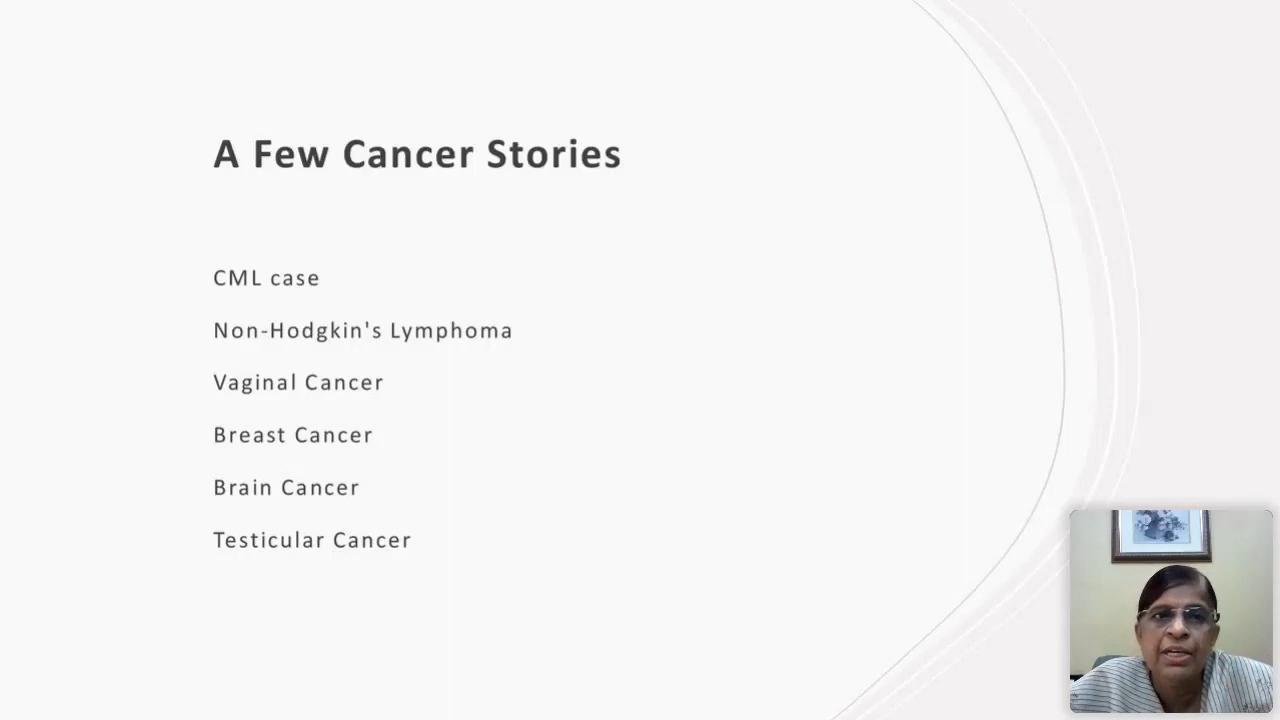 A Few Cancer Stories
CML case
Non-Hodgkin's Lymphoma
Vaginal Cancer
Breast Cancer
Brain Cancer
Testicular Cancer